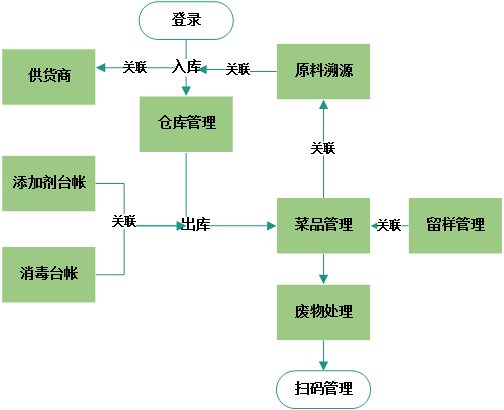 登录
供货商
关联
入库
关联
原料溯源
仓库管理
关联
添加剂台帐
关联
出库
菜品管理
关联
留样管理
消毒台帐
废物处理
扫码管理